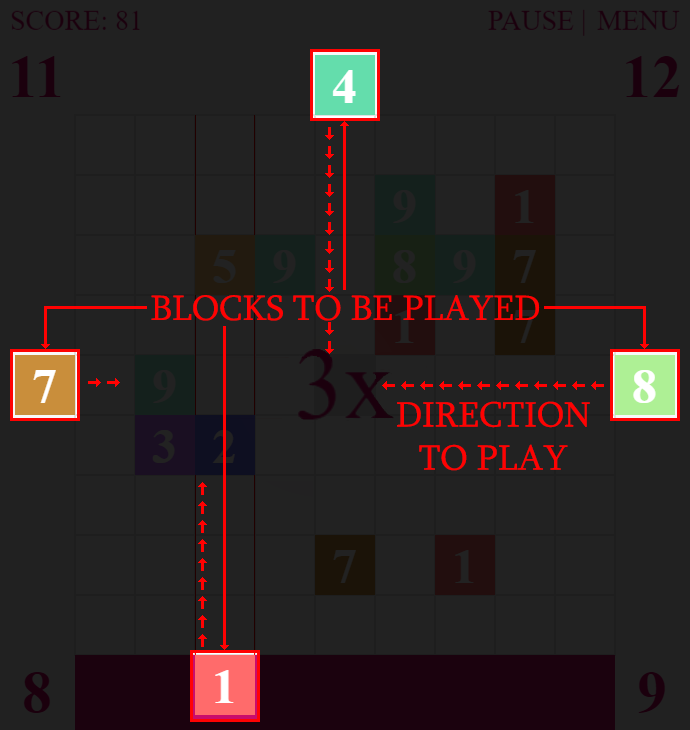 SCORE: 81 PAUSE | MENU
11 4 12
9 1
5 9 8 9 7
BLOCKS TO BE PLAYED
1 7
7 9 3x 8
DIRECTION
3 2 TO PLAY
7 1
8 1 9